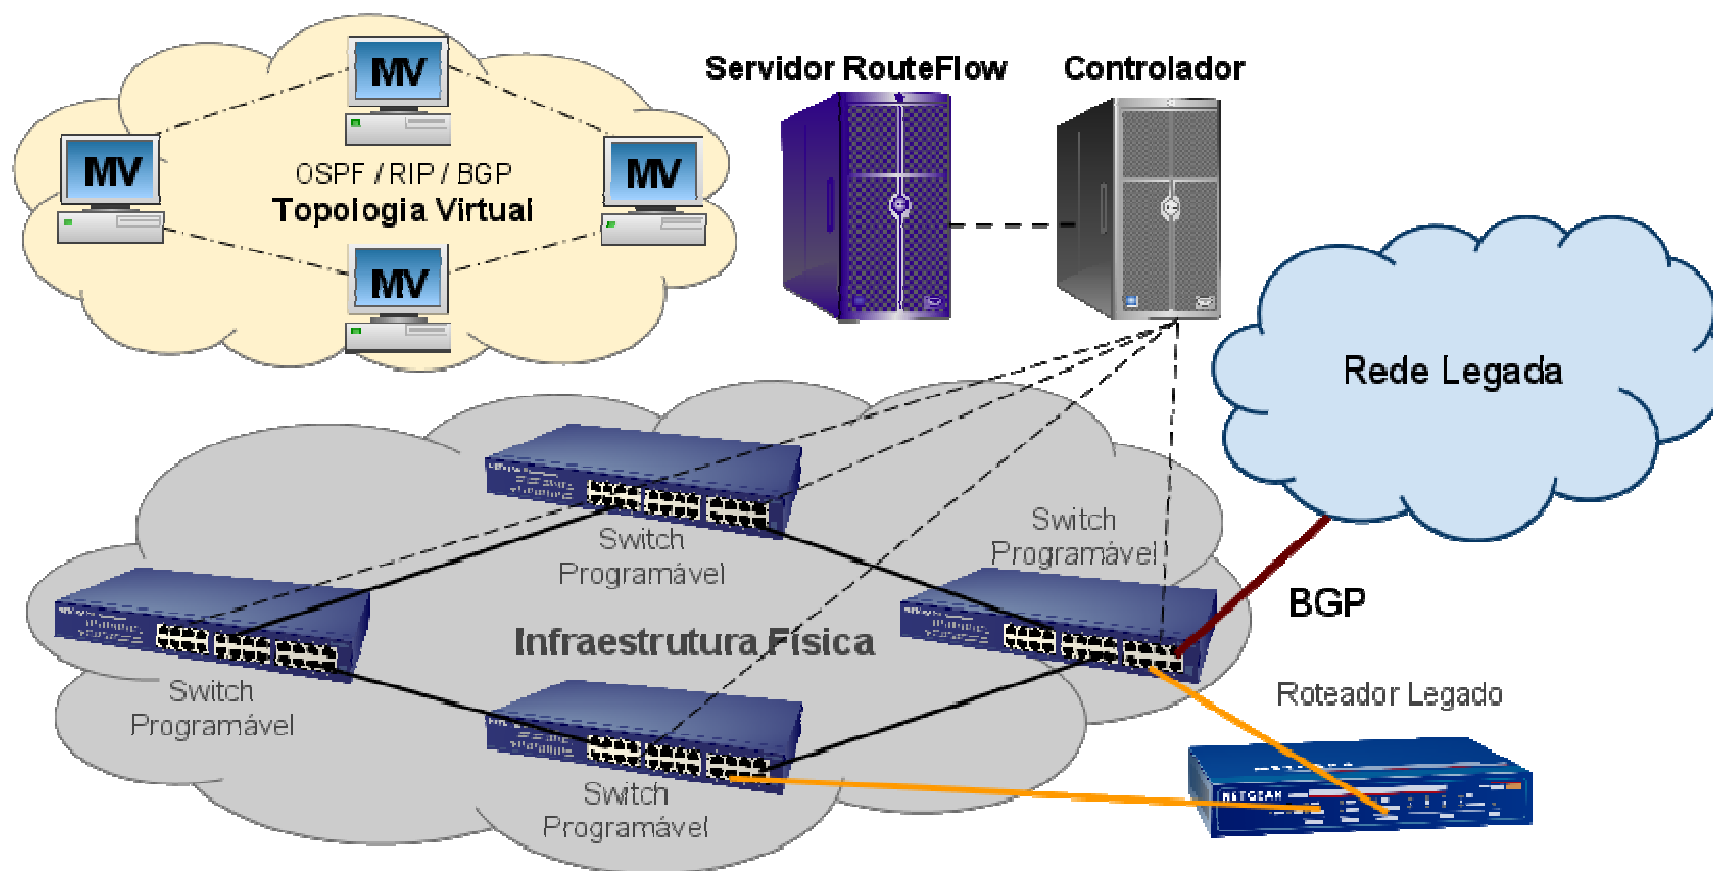 MV
MV
MV
MV
OSPF / RIP / BGP
Topologia Virtual
Servidor RouteFlow
Controlador
Rede Legada
Switch
Programável
Switch
Programável
Infraestrutura Física
BGP
Switch
Programável
Roteador Legado
Switch
Programável
NETGEAR